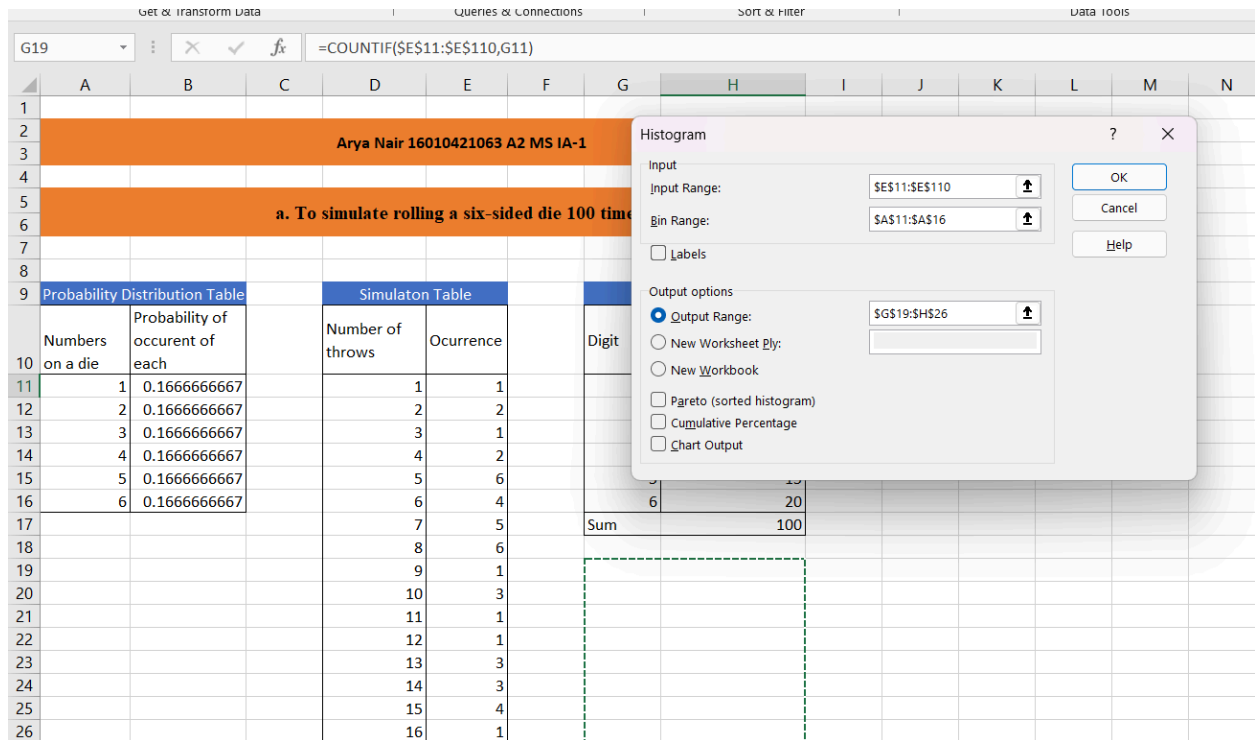 Get & Transform Data Queries & Connections Sort & Filter Data Tools
G19 fx =COUNTIF($E$11:$E$110,G11)
A B C D E F G H I J K L M N
1
2
3
Arya Nair 16010421063 A2 MS IA-1
4
5
6
a. To simulate rolling a six-sided die 100 time
7
8
9 Probability Distribution Table Simulaton Table
10 Numbers on a die Probability of occurent of each Number of throws Ocurrence Digit
11 1 0.1666666667 1 1
12 2 0.1666666667 2 2
13 3 0.1666666667 3 1
14 4 0.1666666667 4 2
15 5 0.1666666667 5 6
16 6 0.1666666667 6 4 6 20
17 7 5 Sum 100
18 8 6
19 9 1
20 10 3
21 11 1
22 12 1
23 13 3
24 14 3
25 15 4
26 16 1
Histogram ? ×
Input
Input Range: $E$11:$E$110
Bin Range: $A$11:$A$16
Labels
Output options
Output Range: $G$19:$H$26
New Worksheet Ply:
New Workbook
Pareto (sorted histogram)
Cumulative Percentage
Chart Output
OK
Cancel
Help